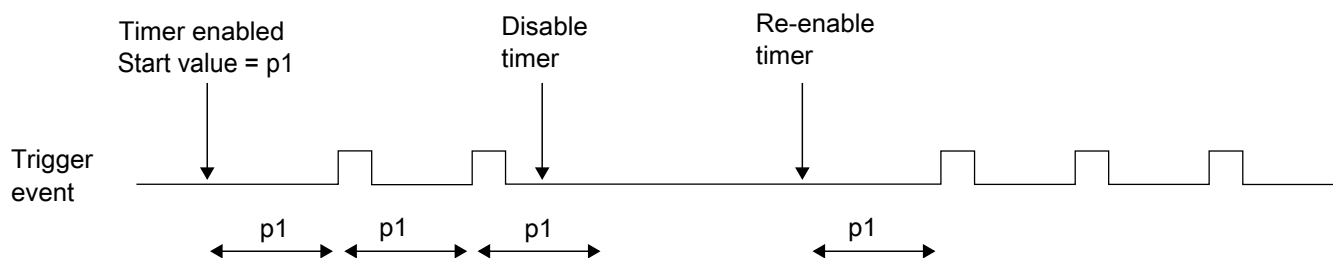 Timer enabled
Start value = p1
Disable
timer
Re-enable
timer
Trigger
event
p1
p1
p1
p1